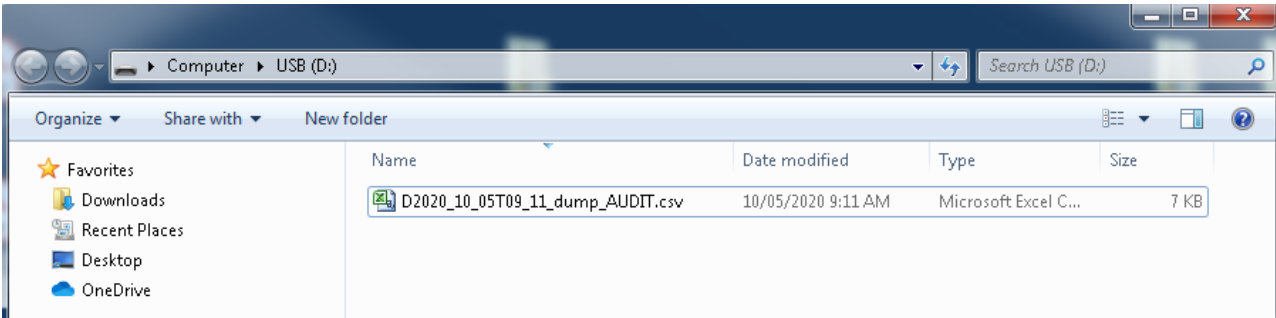 Computer USB (D:) Search USB (D:)
Organize Share with New folder
Name Date modified Type Size
Favorites
Downloads
Recent Places
Desktop
OneDrive
D2020_10_05T09_11_dump_AUDIT.csv 10/05/2020 9:11 AM Microsoft Excel C... 7 KB